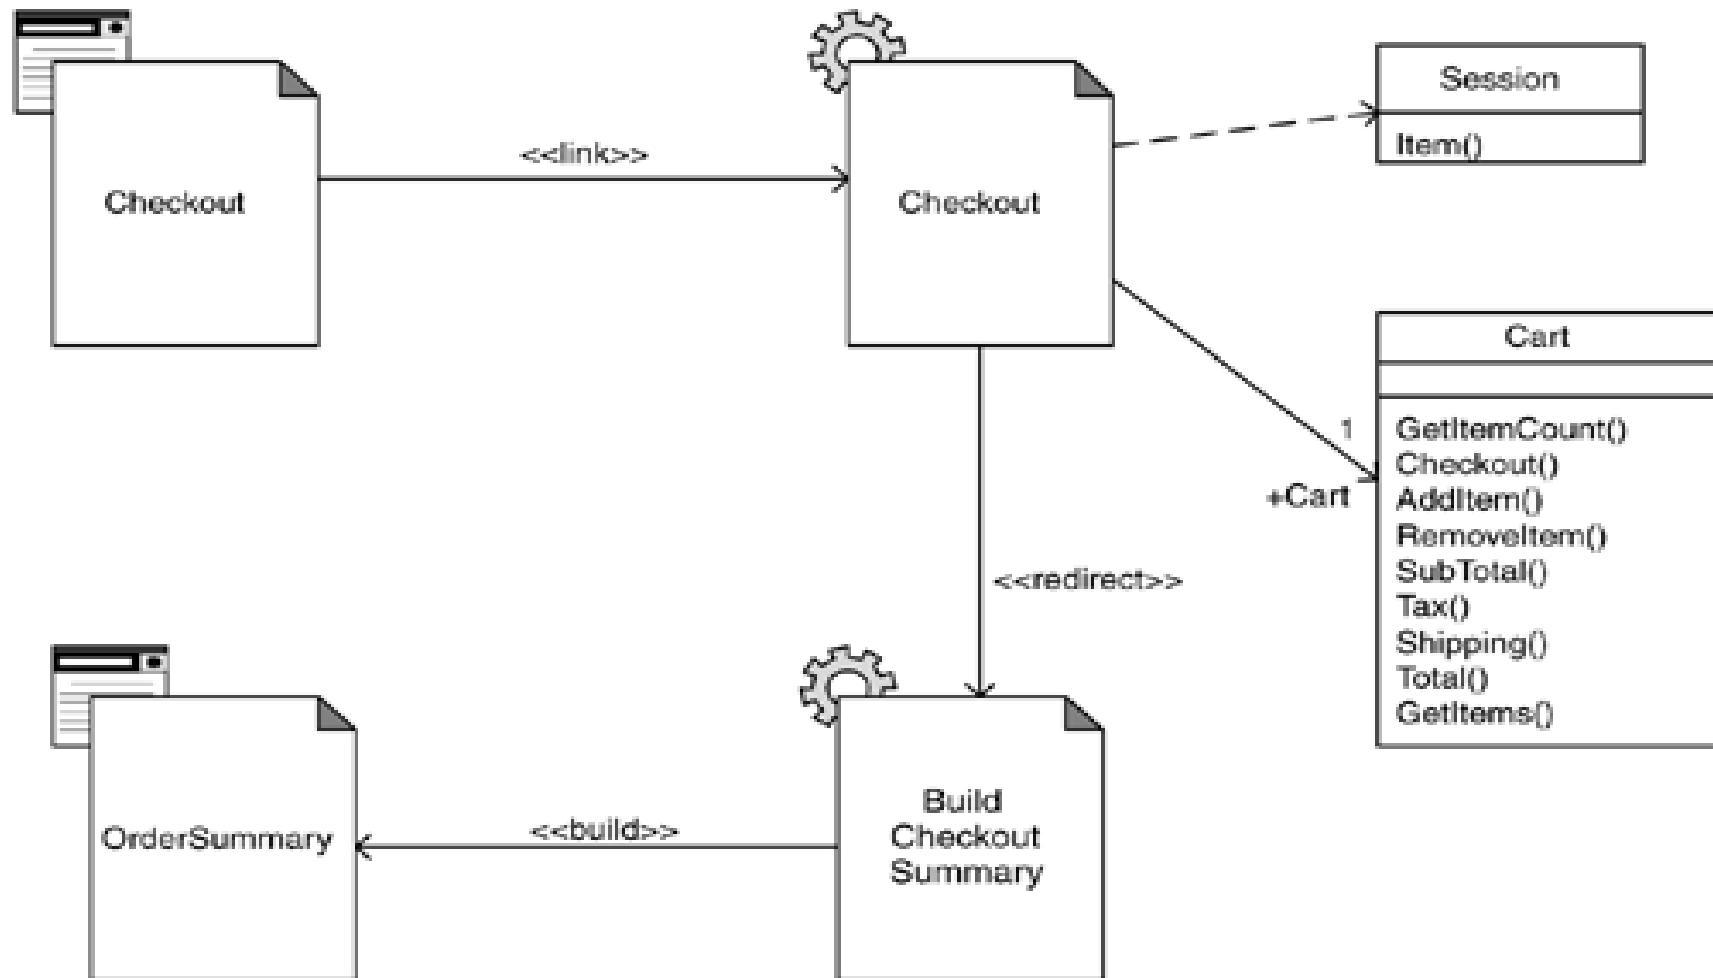 Checkout
<<link>>
Checkout
Session
Item()
Cart
1
+Cart
GetItemCount()
Checkout()
AddItem()
RemoveItem()
SubTotal()
Tax()
Shipping()
Total()
GetItems()
<<redirect>>
OrderSummary
<<build>>
Build
Checkout
Summary